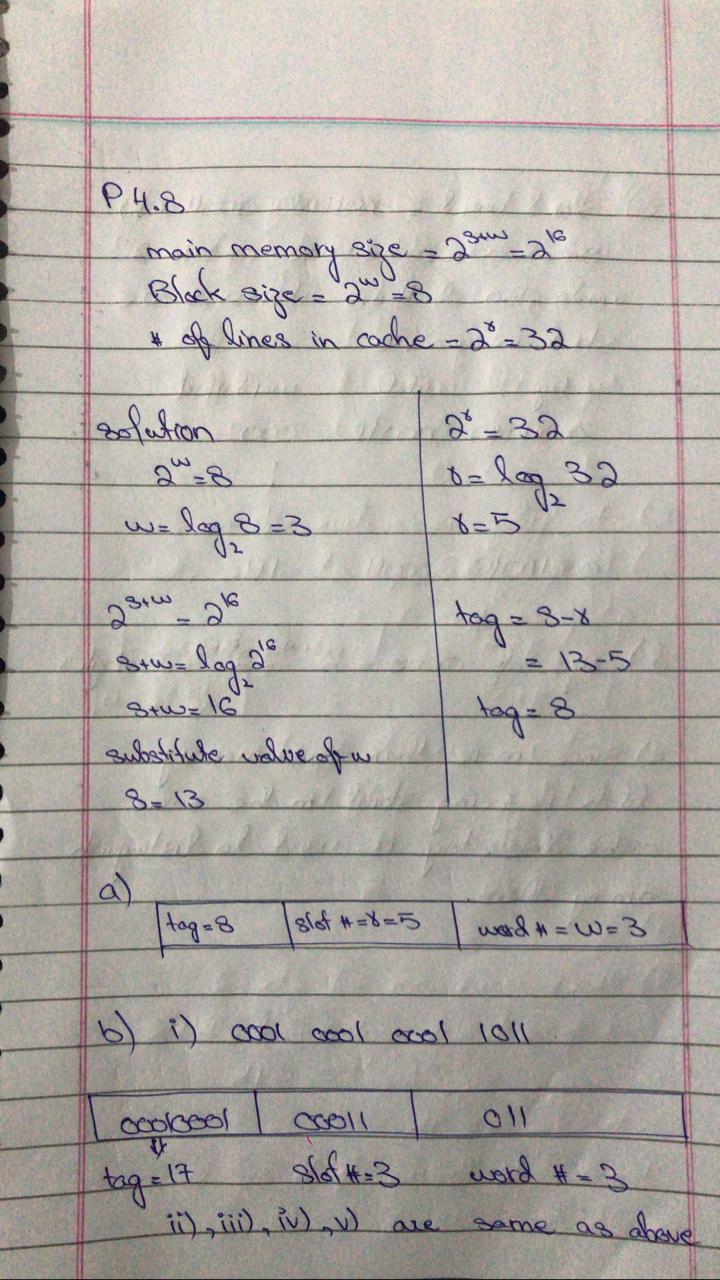 P 4.8
main memory size = 2^{s+w} = 2^{16}
Block size = 2^w = 8
# of lines in cache = 2^r = 32
solution
2^w = 8
w = log_2 8 = 3
2^{s+w} = 2^{16}
s+w = log_2 2^{16}
s+w = 16
substitute value of w
s = 13
2^r = 32
r = log_2 32
r = 5
tag = s-r
= 13-5
tag = 8
a)
tag = 8 slot # = r = 5 word # = w = 3
b) i) 0001 0001 0001 1011
00010001 00011 011
⇓
tag = 17 slot # = 3 word # = 3
ii), iii), iv), v) are same as above